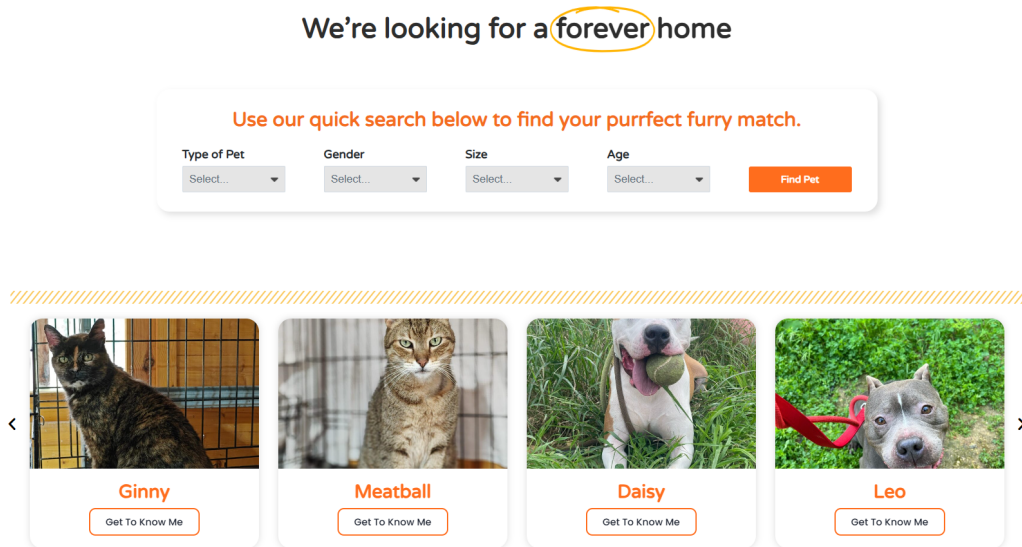 We're looking for a forever home
Use our quick search below to find your purrfect furry match.
Type of Pet Gender Size Age
Select... Select... Select... Select... Find Pet
Ginny Meatball Daisy Leo
Get To Know Me Get To Know Me Get To Know Me Get To Know Me